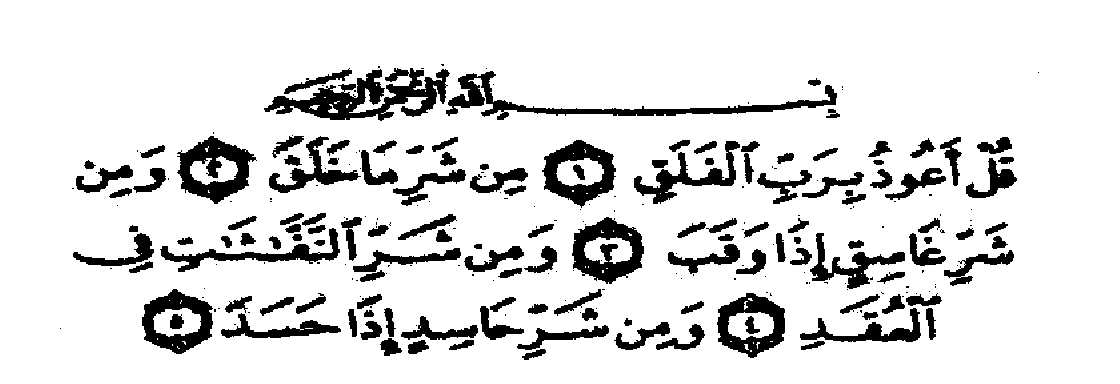 بِسْمِ ٱللَّهِ ٱلرَّحْمَٰنِ ٱلرَّحِيمِ
قُلْ أَعُوذُ بِرَبِّ ٱلْفَلَقِ ١ مِن شَرِّ مَا خَلَقَ ٢ وَمِن
شَرِّ غَاسِقٍ إِذَا وَقَبَ ٣ وَمِن شَرِّ ٱلنَّفَّٰثَٰتِ فِى
ٱلْعُقَدِ ٤ وَمِن شَرِّ حَاسِدٍ إِذَا حَسَدَ ٥